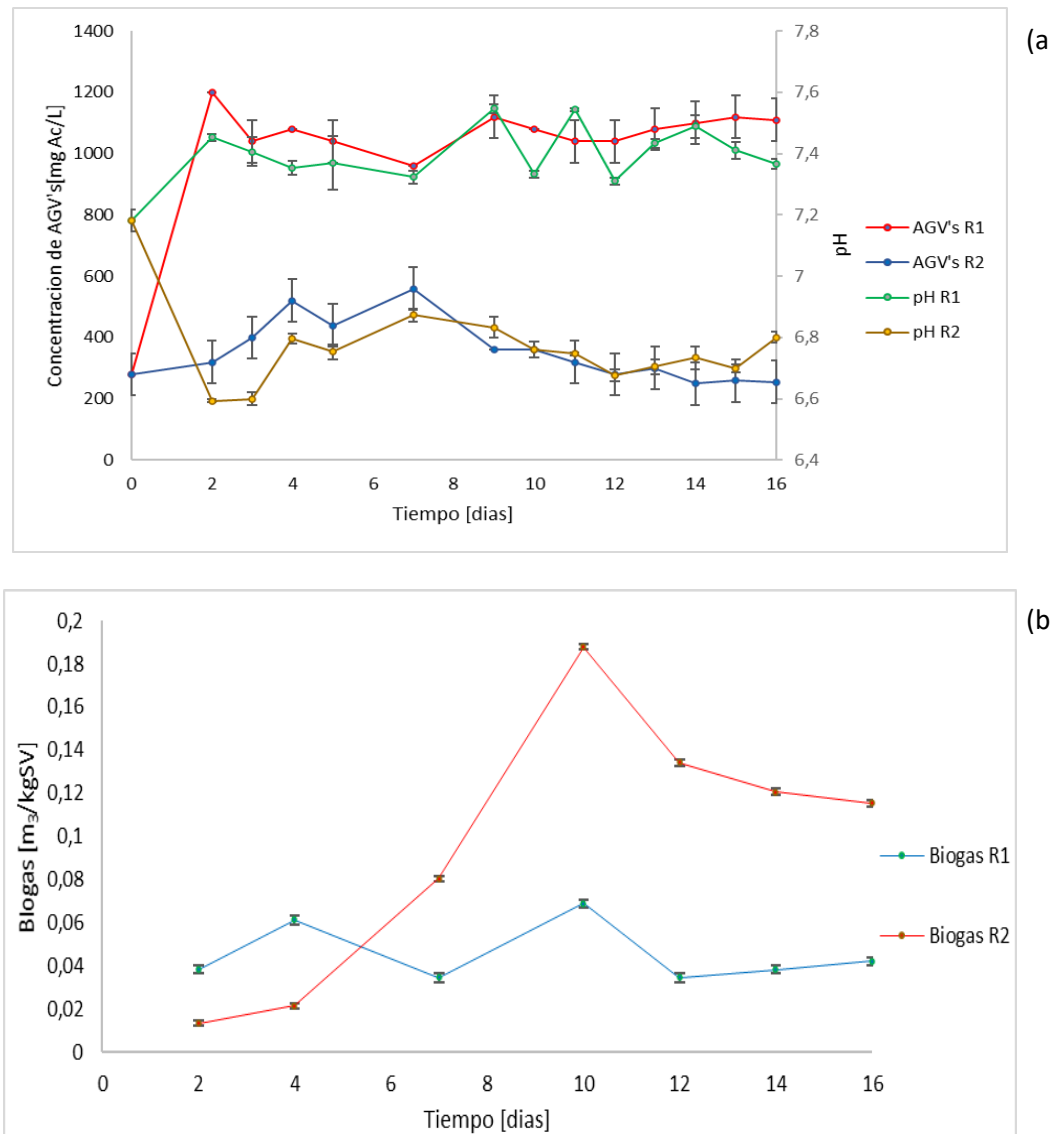 (a
1400
1200
1000
800
600
400
200
0
Concentracion de AGV's[mg Ac/L]
7,8
7,6
7,4
7,2
7
6,8
6,6
6,4
pH
0 2 4 6 8 10 12 14 16
Tiempo [dias]
AGV's R1
AGV's R2
pH R1
pH R2
(b
0,2
0,18
0,16
0,14
0,12
0,1
0,08
0,06
0,04
0,02
0
BIogas [m3/kgSV]
0 2 4 6 8 10 12 14 16
Tiempo [dias]
Biogas R1
Biogas R2